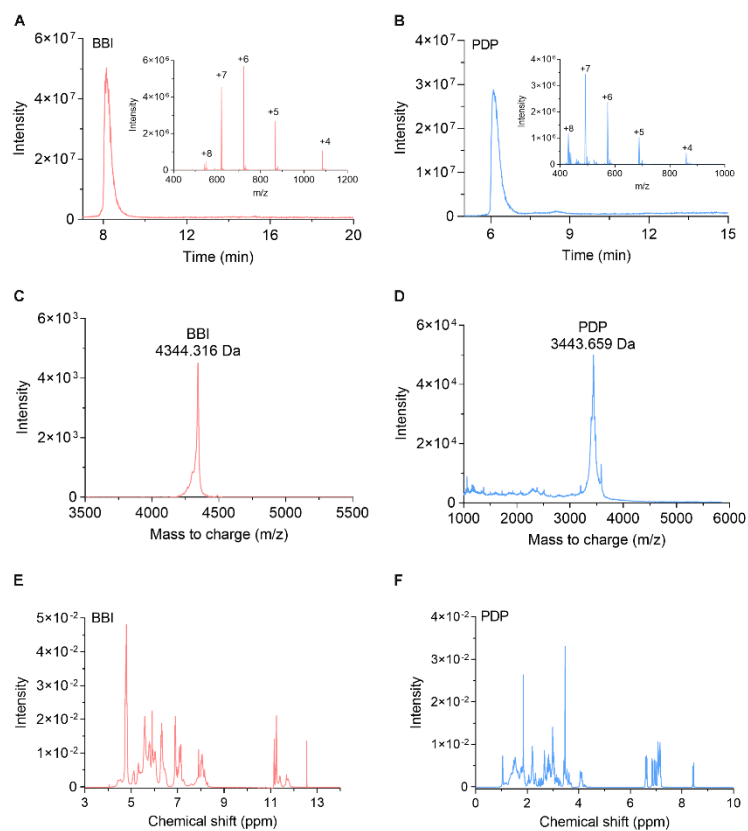 A
BBI
6×10^7
4×10^7
2×10^7
0
Intensity
8
12
16
20
Time (min)
6×10^6
4×10^6
2×10^6
0
Intensity
400
600
800
1000
1200
m/z
+8
+7
+6
+5
+4
B
PDP
4×10^7
3×10^7
2×10^7
1×10^7
0
Intensity
6
9
12
15
Time (min)
4×10^6
3×10^6
2×10^6
1×10^6
0
Intensity
400
600
800
1000
m/z
+8
+7
+6
+5
+4
C
BBI
4344.316 Da
6×10^3
4×10^3
2×10^3
0
Intensity
3500
4000
4500
5000
5500
Mass to charge (m/z)
D
PDP
3443.659 Da
6×10^4
4×10^4
2×10^4
0
Intensity
1000
2000
3000
4000
5000
6000
Mass to charge (m/z)
E
BBI
5×10^-2
4×10^-2
3×10^-2
2×10^-2
1×10^-2
0
Intensity
3
5
7
9
11
13
Chemical shift (ppm)
F
PDP
4×10^-2
3×10^-2
2×10^-2
1×10^-2
0
Intensity
0
2
4
6
8
10
Chemical shift (ppm)